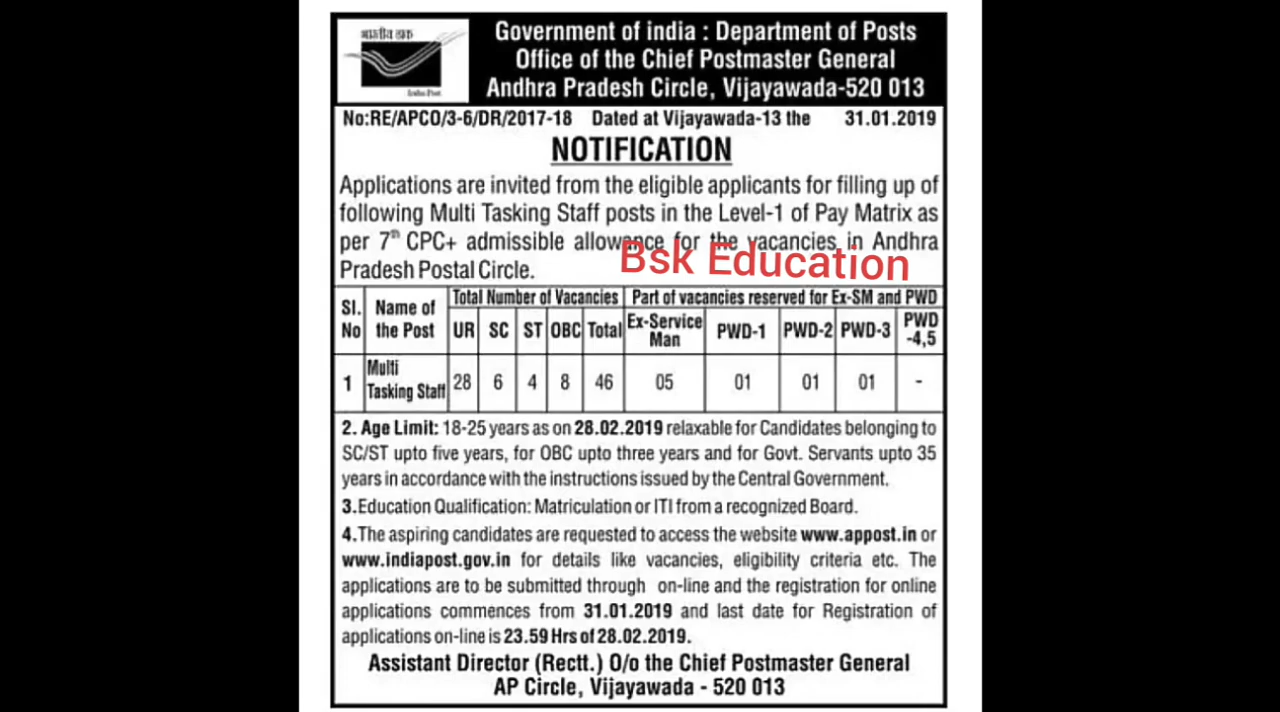 भारतीय डाक
India Post
Government of india : Department of Posts
Office of the Chief Postmaster General
Andhra Pradesh Circle, Vijayawada-520 013
No:RE/APCO/3-6/DR/2017-18 Dated at Vijayawada-13 the 31.01.2019
NOTIFICATION
Applications are invited from the eligible applicants for filling up of
following Multi Tasking Staff posts in the Level-1 of Pay Matrix as
per 7th CPC+ admissible allowance for the vacancies in Andhra
Pradesh Postal Circle.
Bsk Education
Sl. No Name of the Post Total Number of Vacancies Part of vacancies reserved for Ex-SM and PWD
UR SC ST OBC Total Ex-Service Man PWD-1 PWD-2 PWD-3 PWD -4,5
1 Multi Tasking Staff 28 6 4 8 46 05 01 01 01 -
2. Age Limit: 18-25 years as on 28.02.2019 relaxable for Candidates belonging to
SC/ST upto five years, for OBC upto three years and for Govt. Servants upto 35
years in accordance with the instructions issued by the Central Government.
3.Education Qualification: Matriculation or ITI from a recognized Board.
4.The aspiring candidates are requested to access the website www.appost.in or
www.indiapost.gov.in for details like vacancies, eligibility criteria etc. The
applications are to be submitted through on-line and the registration for online
applications commences from 31.01.2019 and last date for Registration of
applications on-line is 23.59 Hrs of 28.02.2019.
Assistant Director (Rectt.) O/o the Chief Postmaster General
AP Circle, Vijayawada - 520 013